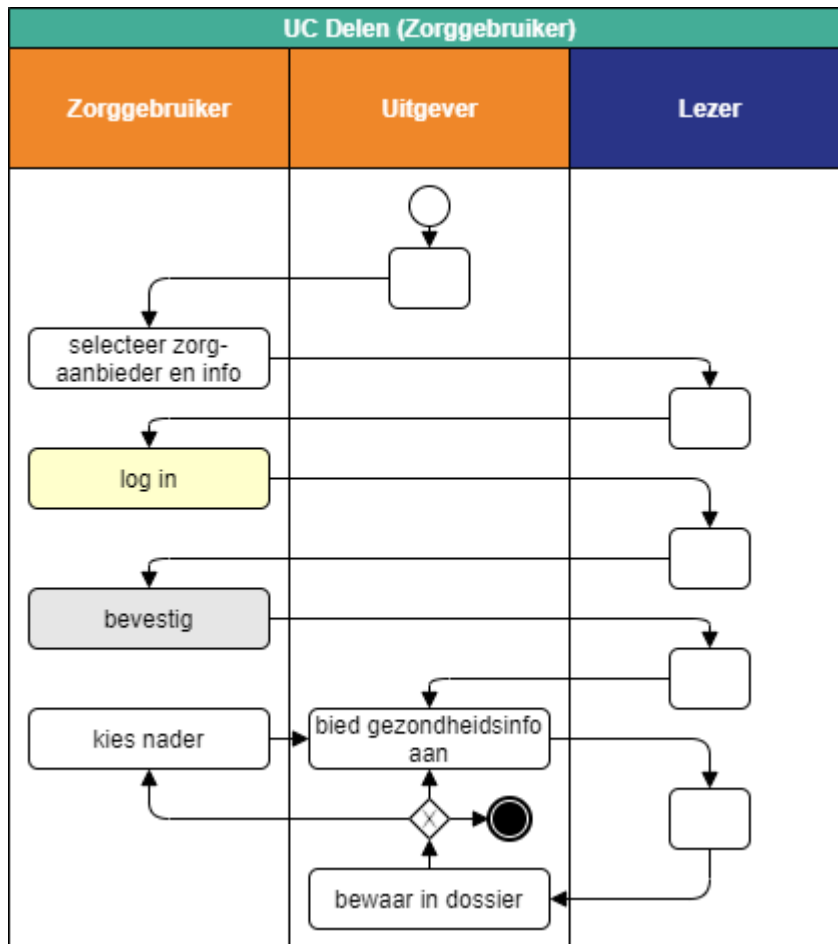 UC Delen (Zorggebruiker)
Zorggebruiker
Uitgever
Lezer
selecteer zorg-
aanbieder en info
log in
bevestig
kies nader
bied gezondheidsinfo
aan
X
bewaar in dossier